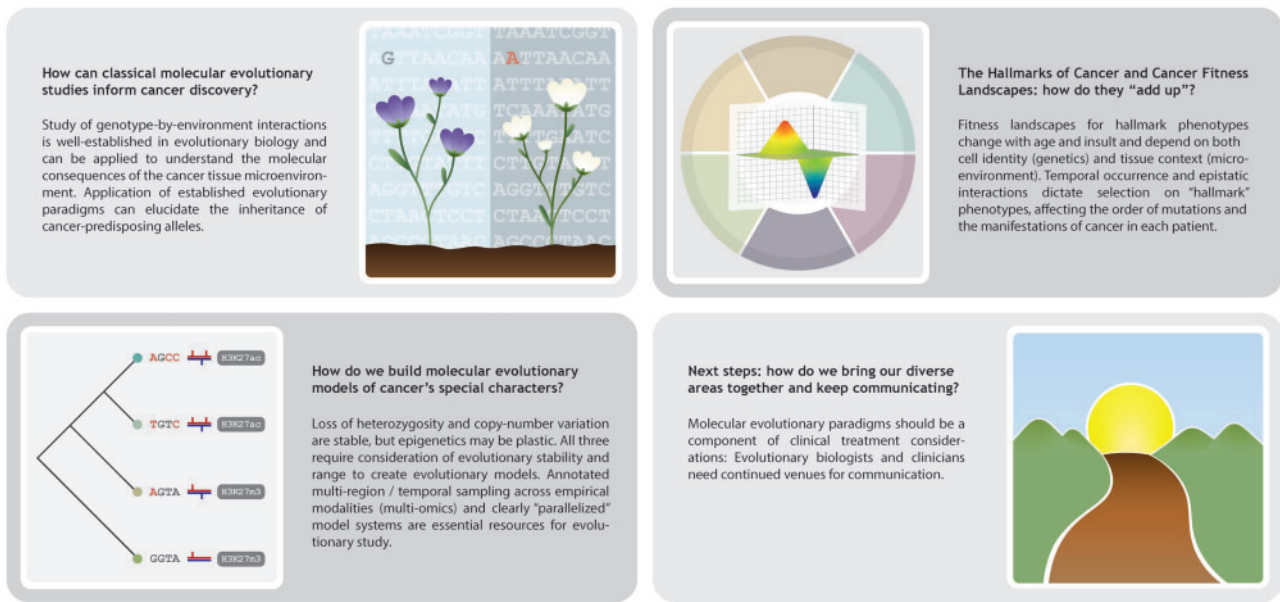 How can classical molecular evolutionary
studies inform cancer discovery?
Study of genotype-by-environment interactions
is well-established in evolutionary biology and
can be applied to understand the molecular
consequences of the cancer tissue microenviron-
ment. Application of established evolutionary
paradigms can elucidate the inheritance of
cancer-predisposing alleles.
TAAATCGGT TAAATCGGT
AGTTAACAA AATTAACAA
The Hallmarks of Cancer and Cancer Fitness
Landscapes: how do they “add up”?
Fitness landscapes for hallmark phenotypes
change with age and insult and depend on both
cell identity (genetics) and tissue context (micro-
environment). Temporal occurrence and epistatic
interactions dictate selection on “hallmark”
phenotypes, affecting the order of mutations and
the manifestations of cancer in each patient.
AGCC H3K27ac
TGTC H3K27ac
AGTA H3K27m3
GGTA H3K27m3
How do we build molecular evolutionary
models of cancer’s special characters?
Loss of heterozygosity and copy-number variation
are stable, but epigenetics may be plastic. All three
require consideration of evolutionary stability and
range to create evolutionary models. Annotated
multi-region / temporal sampling across empirical
modalities (multi-omics) and clearly “parallelized”
model systems are essential resources for evolu-
tionary study.
Next steps: how do we bring our diverse
areas together and keep communicating?
Molecular evolutionary paradigms should be a
component of clinical treatment consider-
ations: Evolutionary biologists and clinicians
need continued venues for communication.